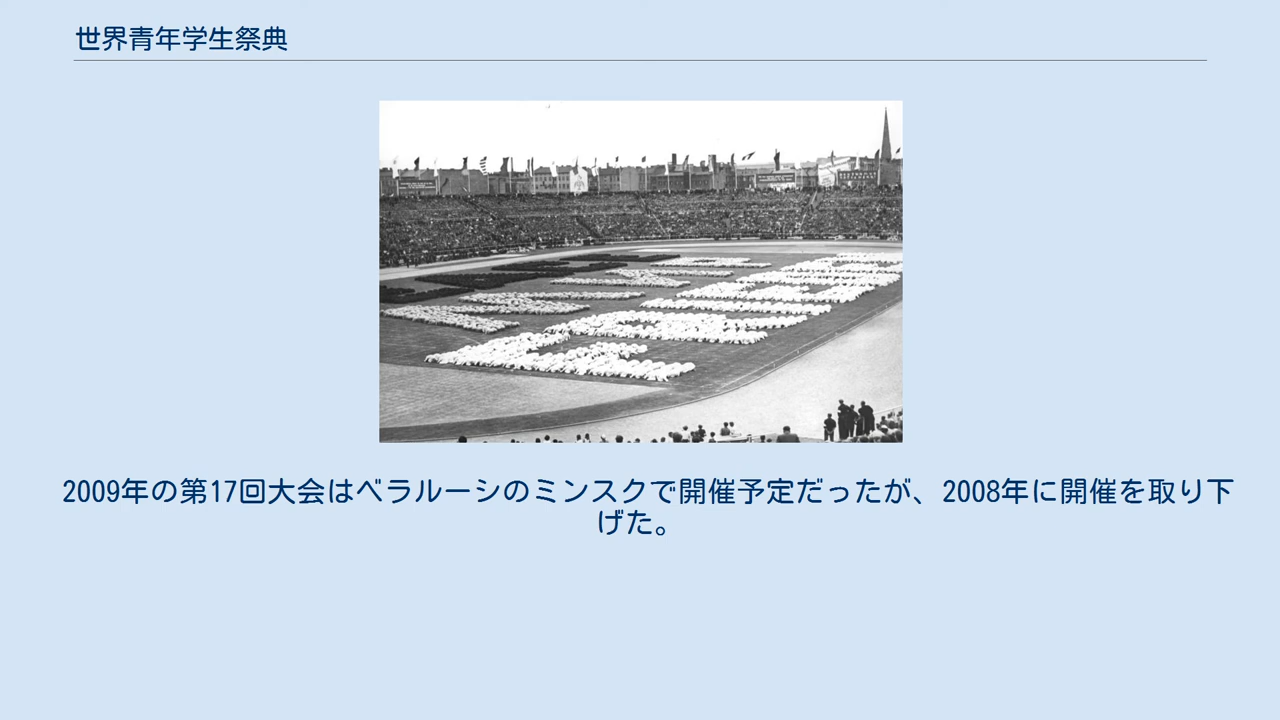 世界青年学生祭典
2009年の第17回大会はベラルーシのミンスクで開催予定だったが、2008年に開催を取り下
げた。